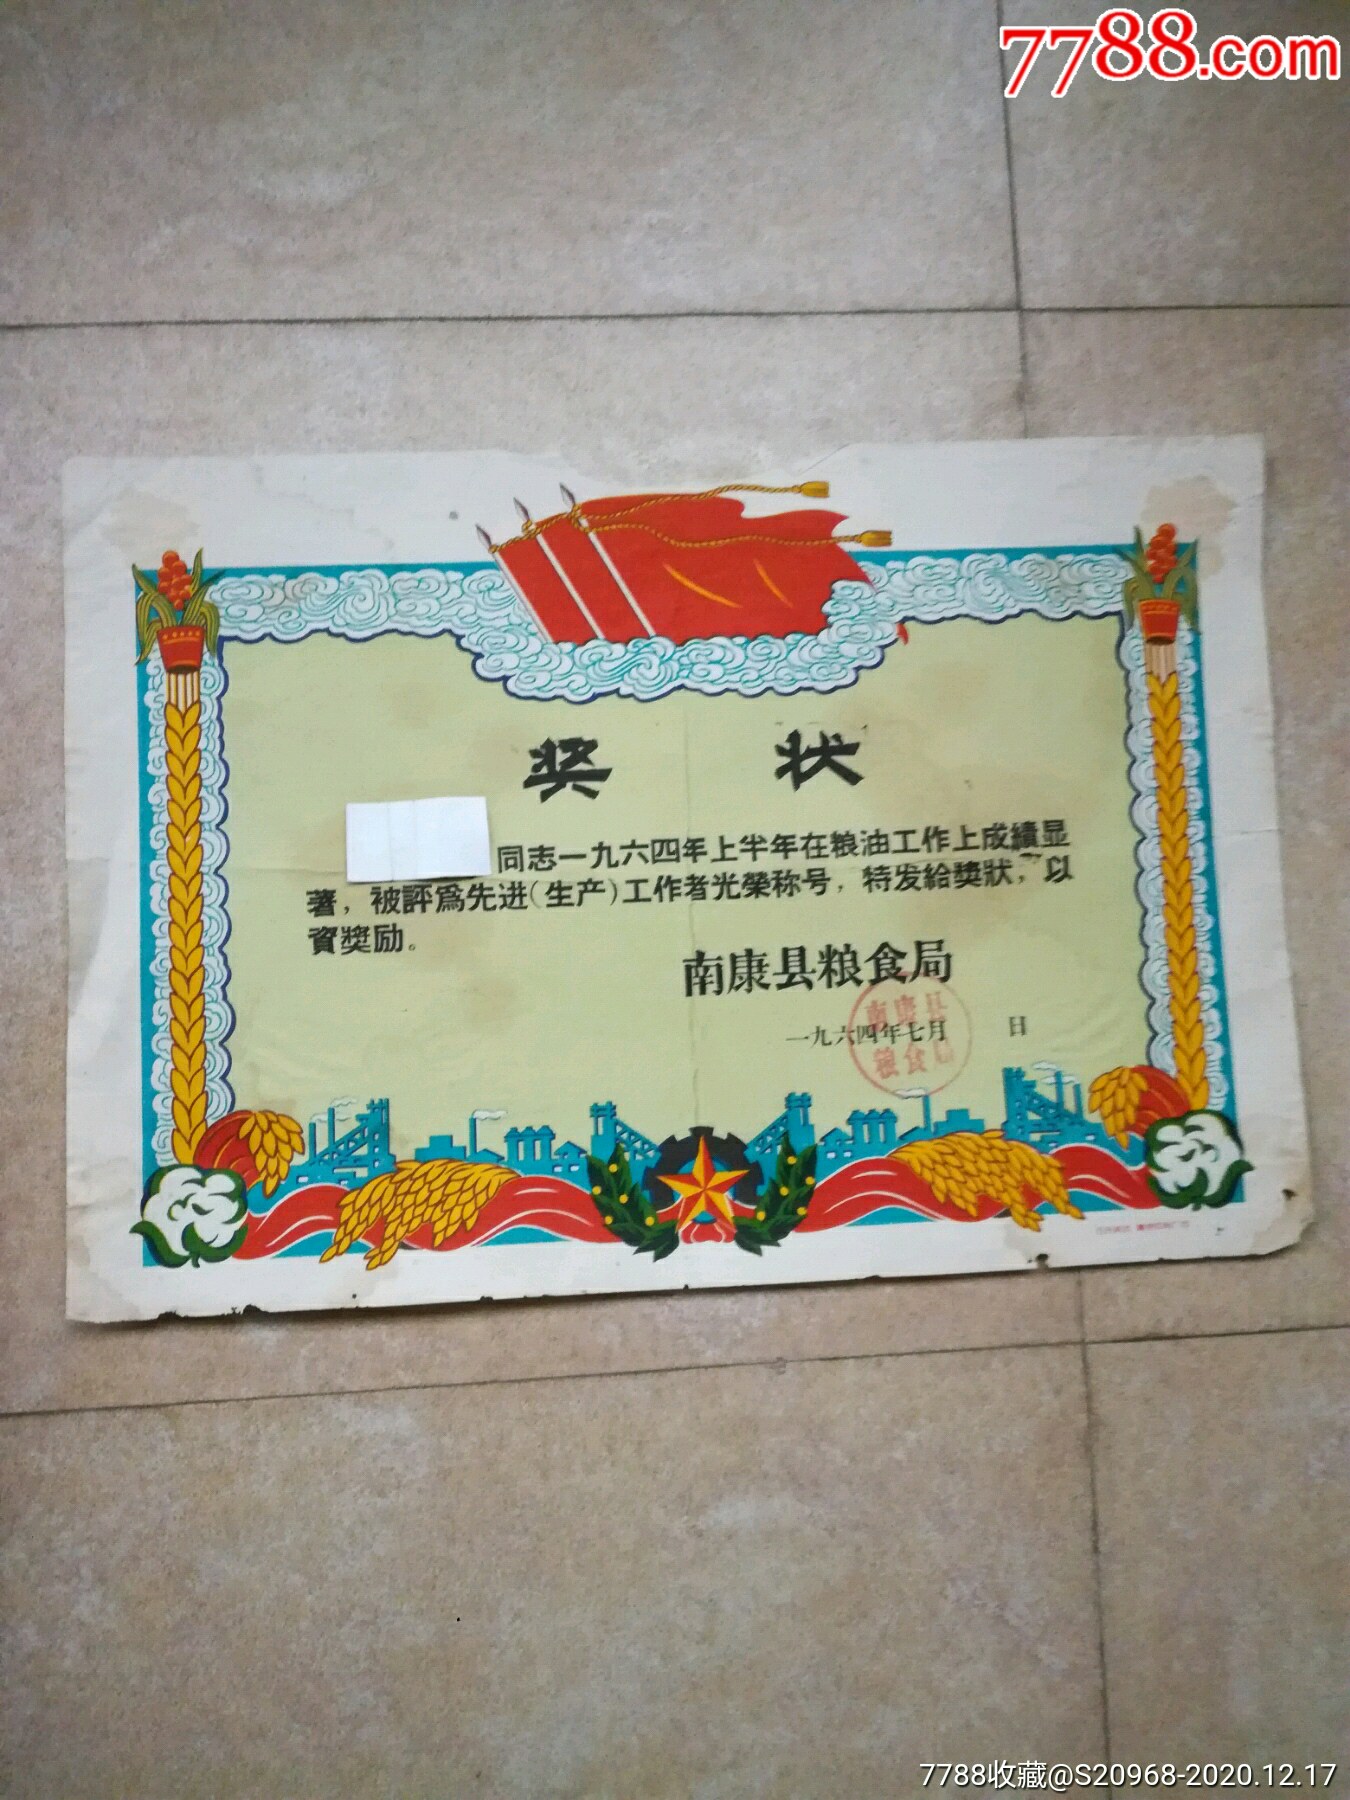 7788.com
奖 状
同志一九六四年上半年在粮油工作上成績显
著，被評爲先进（生产）工作者光榮称号，特发給獎狀，以
資獎励。
南康县粮食局
南康县
一九六四年七月 日
粮食局
7788收藏@S20968-2020.12.17